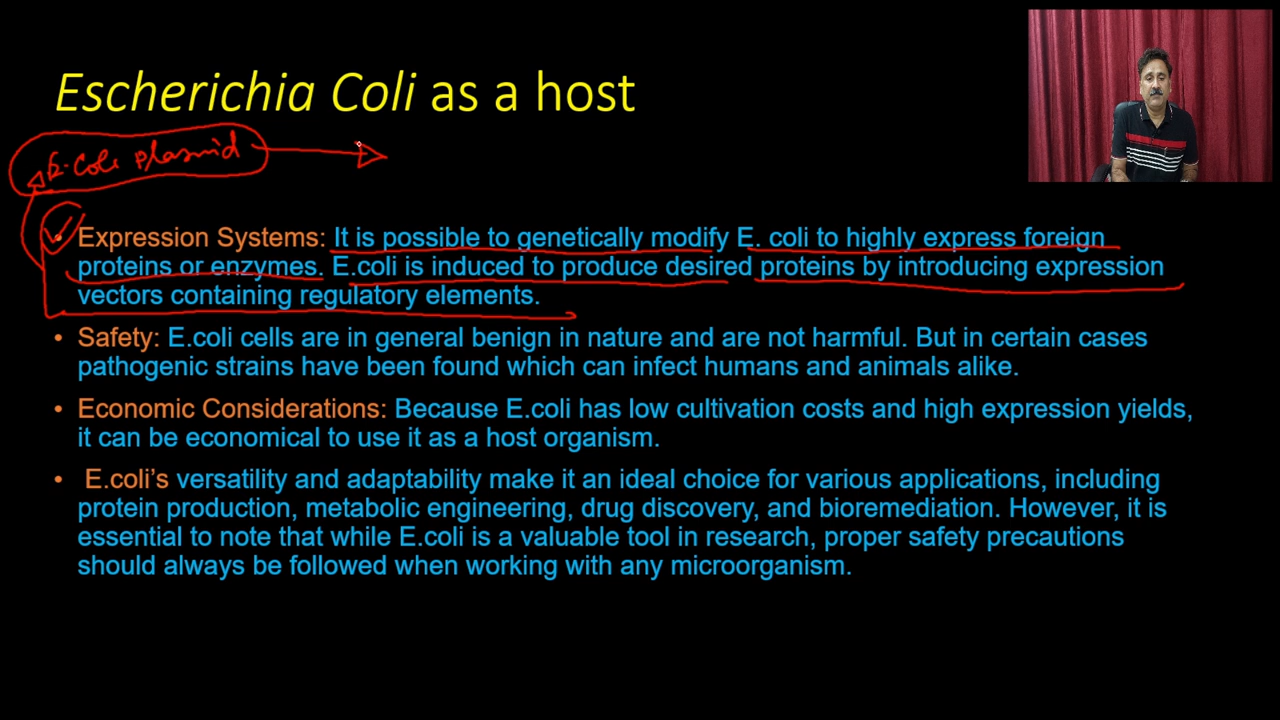 Escherichia Coli as a host
E.Coli plasmid
• Expression Systems: It is possible to genetically modify E. coli to highly express foreign
proteins or enzymes. E.coli is induced to produce desired proteins by introducing expression
vectors containing regulatory elements.
• Safety: E.coli cells are in general benign in nature and are not harmful. But in certain cases
pathogenic strains have been found which can infect humans and animals alike.
• Economic Considerations: Because E.coli has low cultivation costs and high expression yields,
it can be economical to use it as a host organism.
• E.coli’s versatility and adaptability make it an ideal choice for various applications, including
protein production, metabolic engineering, drug discovery, and bioremediation. However, it is
essential to note that while E.coli is a valuable tool in research, proper safety precautions
should always be followed when working with any microorganism.